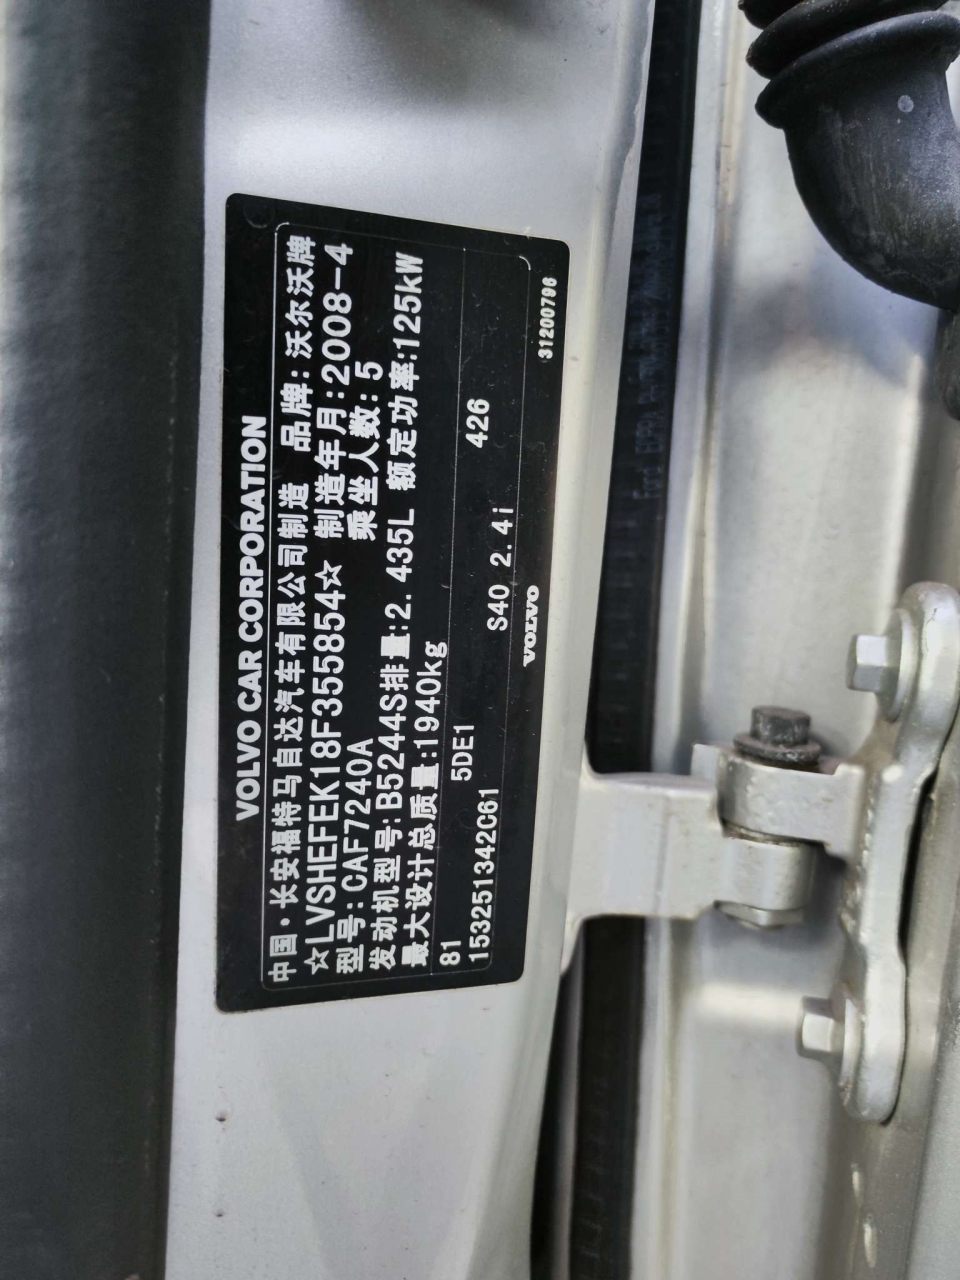 VOLVO CAR CORPORATION
中国·长安福特马自达汽车有限公司制造 品牌:沃尔沃牌
☆LVSHEFEK18F355854☆ 制造年月:2008-4
型号:CAF7240A 乘坐人数:5
发动机型号:B5244S排量:2.435L 额定功率:125kW
最大设计总质量:1940kg
81 5DE1 426
153251342C61 S40 2.4i
VOLVO
31200796
Ford